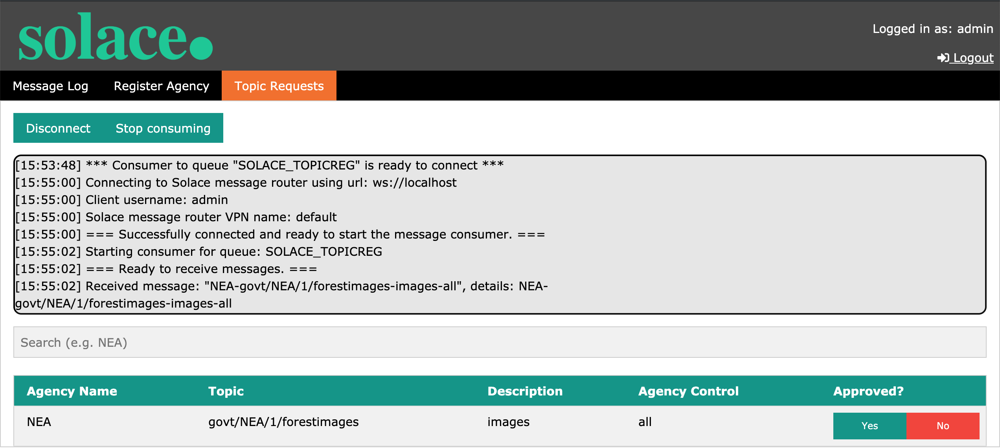 solace.
Logged in as: admin
Logout
Message Log Register Agency Topic Requests
Disconnect Stop consuming
[15:53:48] *** Consumer to queue "SOLACE_TOPICREG" is ready to connect ***
[15:55:00] Connecting to Solace message router using url: ws://localhost
[15:55:00] Client username: admin
[15:55:00] Solace message router VPN name: default
[15:55:00] === Successfully connected and ready to start the message consumer. ===
[15:55:02] Starting consumer for queue: SOLACE_TOPICREG
[15:55:02] === Ready to receive messages. ===
[15:55:02] Received message: "NEA-govt/NEA/1/forestimages-images-all", details: NEA-
govt/NEA/1/forestimages-images-all
Search (e.g. NEA)
Agency Name Topic Description Agency Control Approved?
NEA govt/NEA/1/forestimages images all Yes No